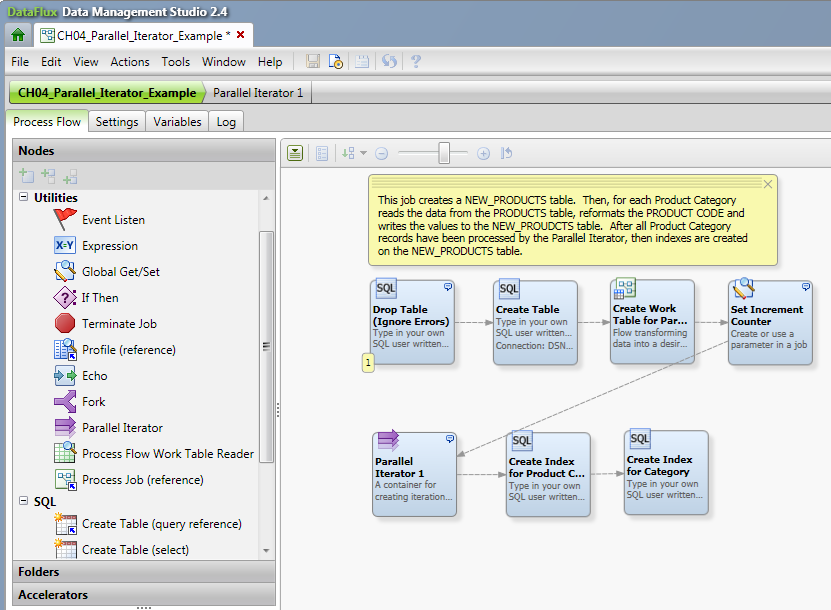 DataFlux Data Management Studio 2.4
CH04_Parallel_Iterator_Example *
File Edit View Actions Tools Window Help
CH04_Parallel_Iterator_Example Parallel Iterator 1
Process Flow Settings Variables Log
Nodes
Utilities
Event Listen
X=Y Expression
Global Get/Set
? If Then
Terminate Job
Profile (reference)
Echo
Fork
Parallel Iterator
Process Flow Work Table Reader
Process Job (reference)
SQL
Create Table (query reference)
Create Table (select)
Folders
Accelerators
This job creates a NEW_PRODUCTS table. Then, for each Product Category
reads the data from the PRODUCTS table, reformats the PRODUCT CODE and
writes the values to the NEW_PROUDCTS table. After all Product Category
records have been processed by the Parallel Iterator, then indexes are created
on the NEW_PRODUCTS table.
SQL
Drop Table
(Ignore Errors)
Type in your own
SQL user written...
1
SQL
Create Table
Type in your own
SQL user written...
Connection: DSN...
Create Work
Table for Par...
Flow transforming
data into a desir...
Set Increment
Counter
Create or use a
parameter in a job
Parallel
Iterator 1
A container for
creating iteration...
SQL
Create Index
for Product C...
Type in your own
SQL user written...
SQL
Create Index
for Category
Type in your own
SQL user written...